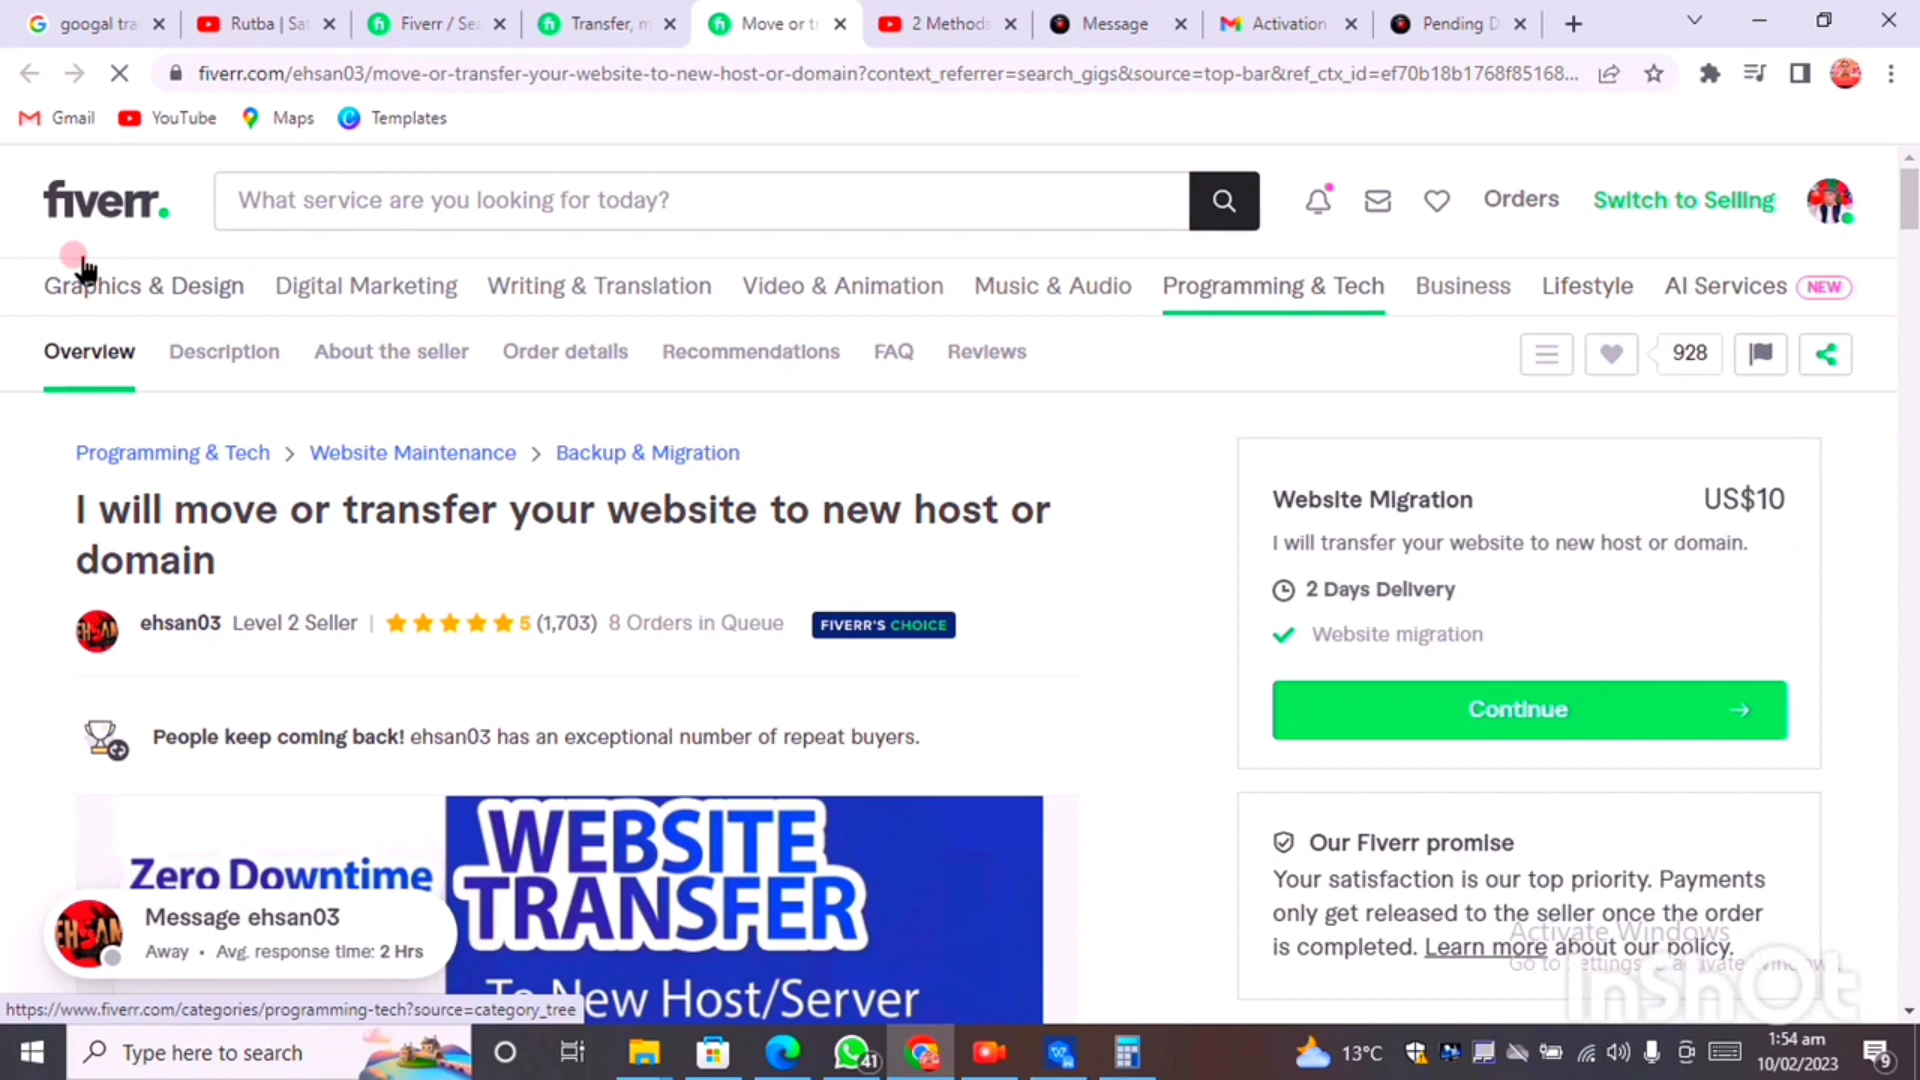 googal tra
Rutba | Sat
Fiverr / Sea
Transfer, m
Move or tr
2 Methods
Message
Activation
Pending D
fiverr.com/ehsan03/move-or-transfer-your-website-to-new-host-or-domain?context_referrer=search_gigs&source=top-bar&ref_ctx_id=ef70b18b1768f85168...
Gmail YouTube Maps Templates
fiverr.
What service are you looking for today?
Orders
Switch to Selling
Graphics & Design Digital Marketing Writing & Translation Video & Animation Music & Audio Programming & Tech Business Lifestyle AI Services NEW
Overview Description About the seller Order details Recommendations FAQ Reviews
928
Programming & Tech > Website Maintenance > Backup & Migration
I will move or transfer your website to new host or
domain
ehsan03 Level 2 Seller | 5 (1,703) 8 Orders in Queue FIVERR'S CHOICE
People keep coming back! ehsan03 has an exceptional number of repeat buyers.
Website Migration US$10
I will transfer your website to new host or domain.
2 Days Delivery
Website migration
Continue
Our Fiverr promise
Your satisfaction is our top priority. Payments
only get released to the seller once the order
is completed. Learn more about our policy.
Activate Windows
Go to Settings to activate Windows
InShOt
Zero Downtime
WEBSITE
TRANSFER
To New Host/Server
EHSAN
Message ehsan03
Away • Avg. response time: 2 Hrs
https://www.fiverr.com/categories/programming-tech?source=category_tree
Type here to search
41
13°C
1:54 am
10/02/2023
9